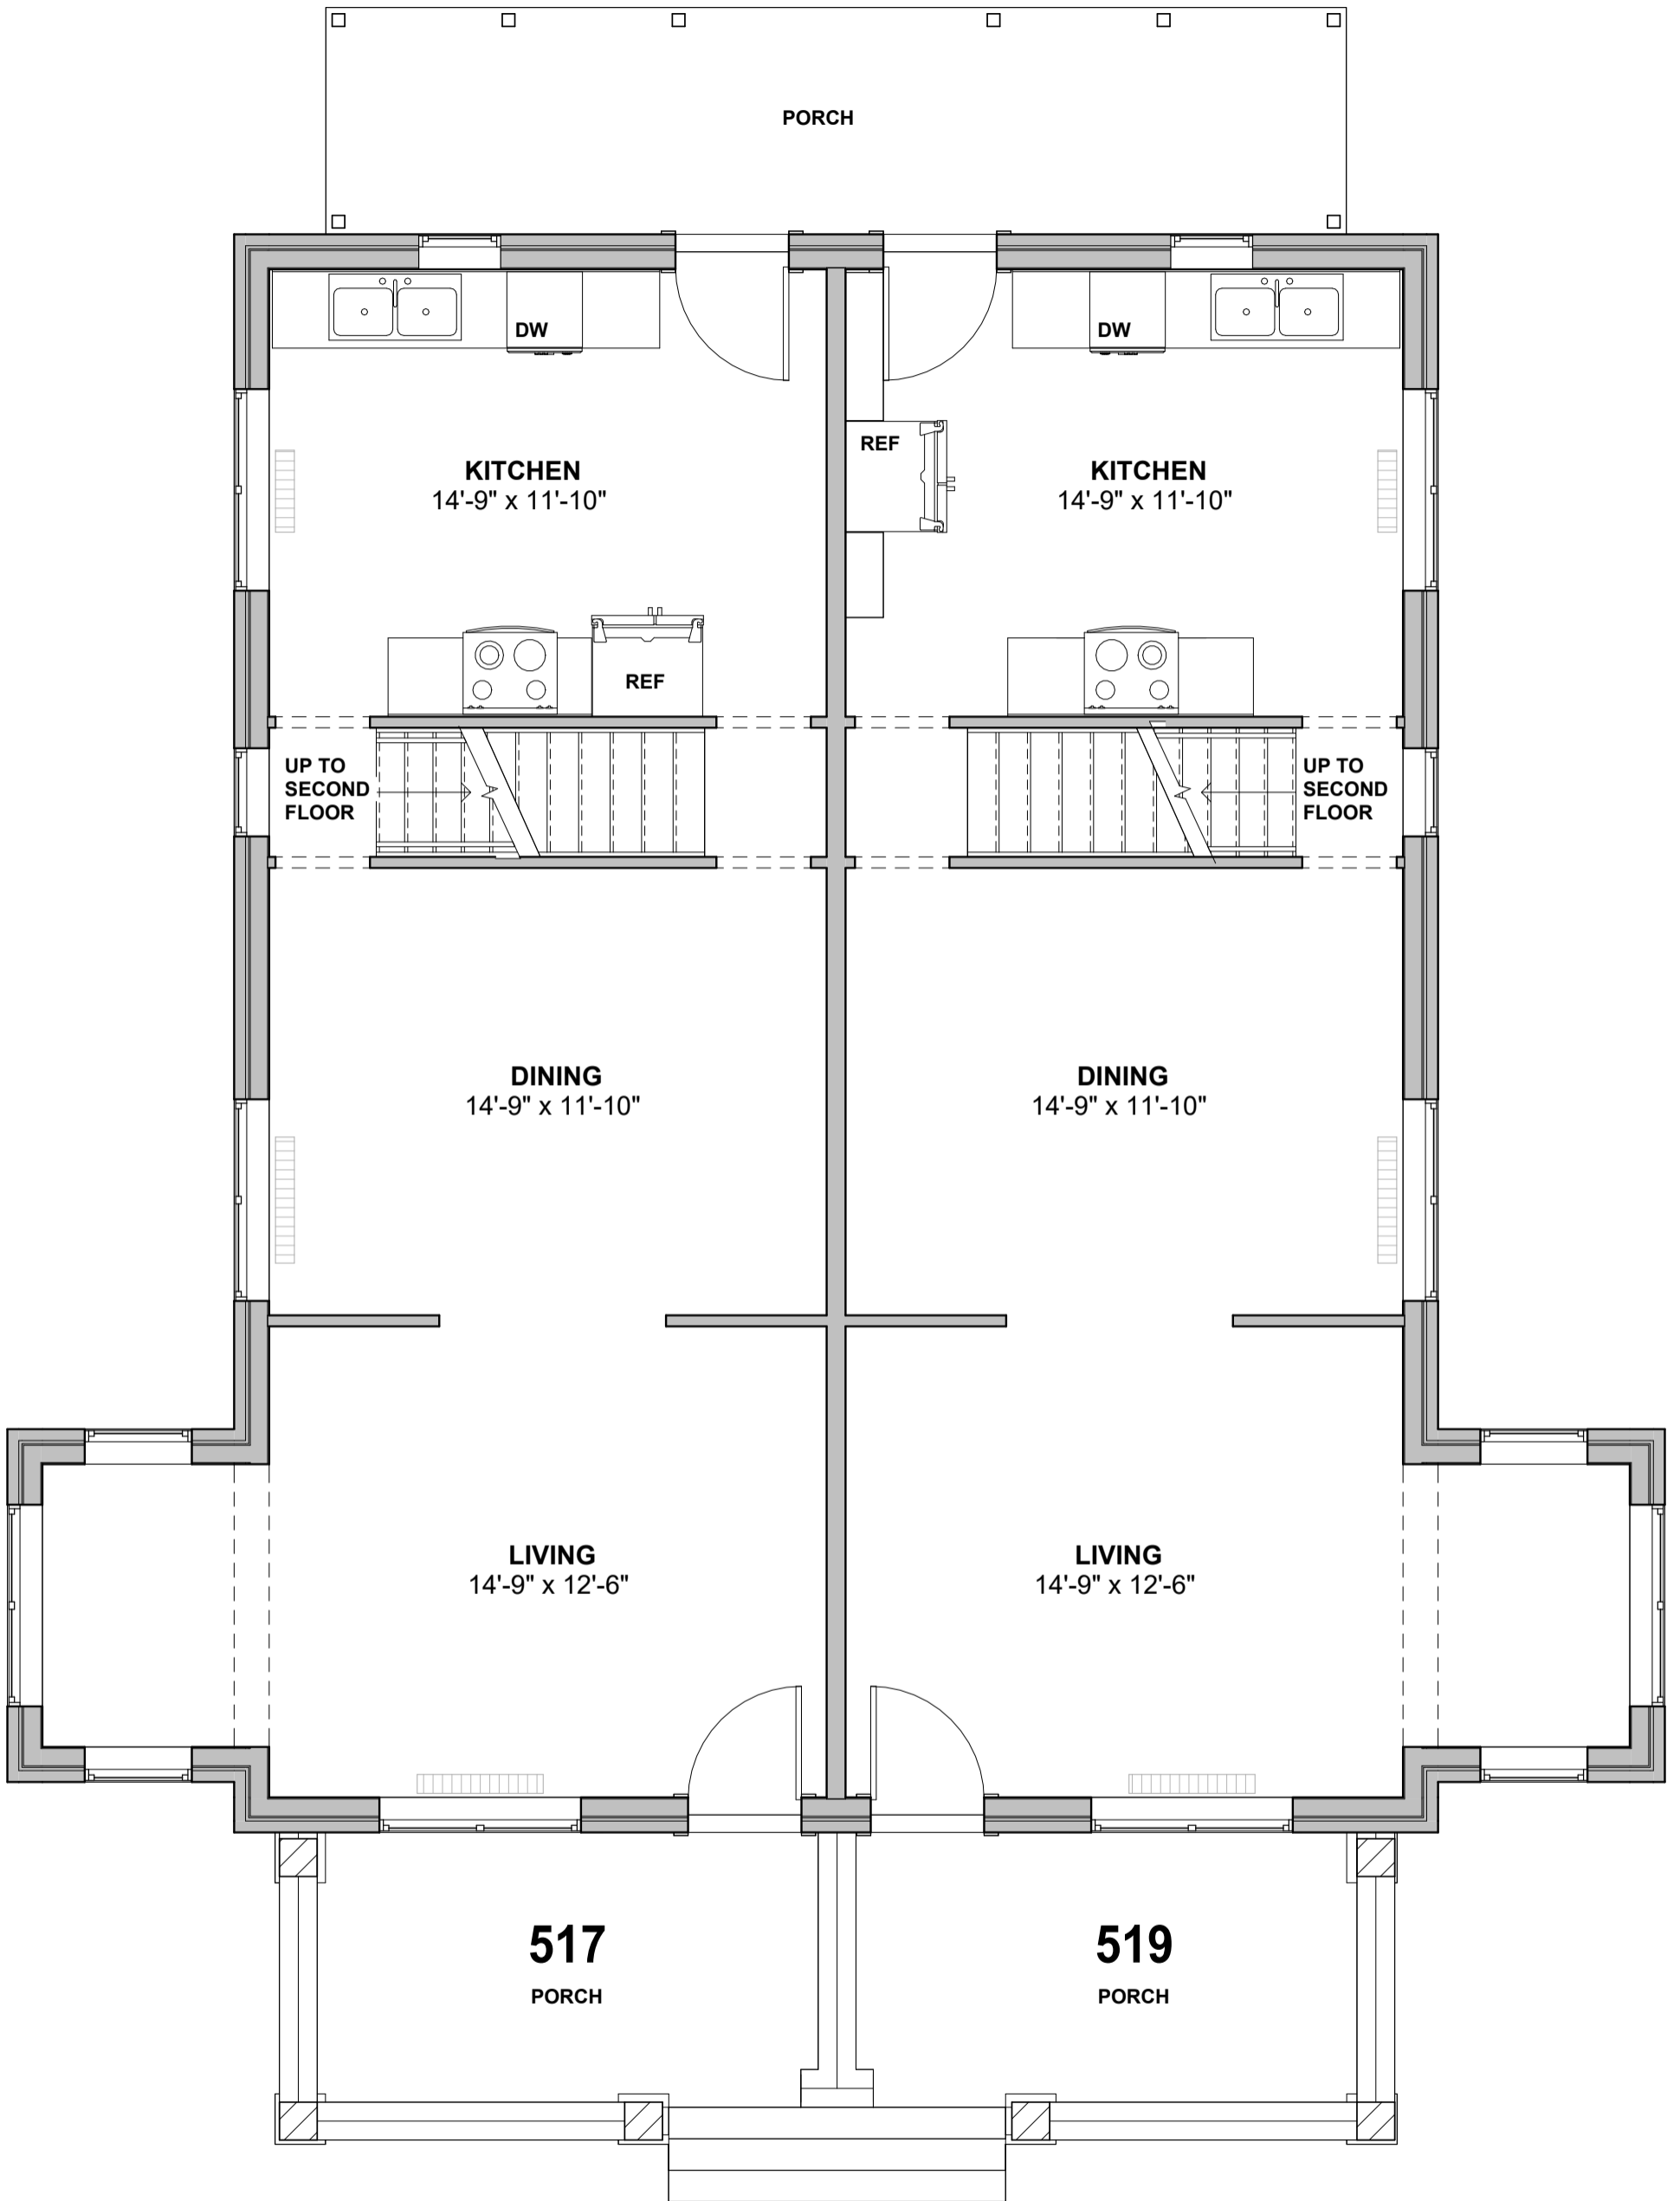 PORCH
DW
DW
REF
KITCHEN
14'-9" x 11'-10"
KITCHEN
14'-9" x 11'-10"
REF
UP TO
SECOND
FLOOR
UP TO
SECOND
FLOOR
DINING
14'-9" x 11'-10"
DINING
14'-9" x 11'-10"
LIVING
14'-9" x 12'-6"
LIVING
14'-9" x 12'-6"
517
PORCH
519
PORCH